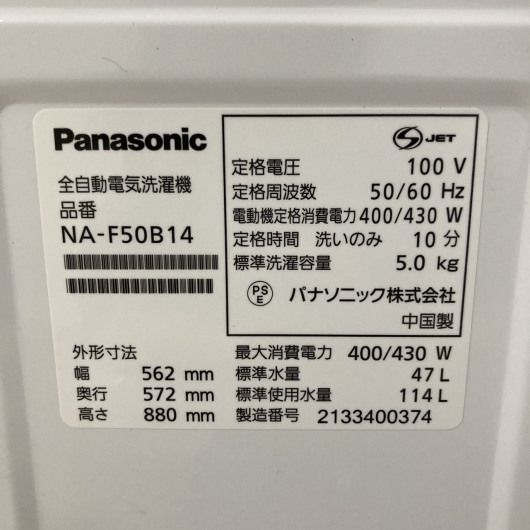 Panasonic
全自動電気洗濯機
品番
NA-F50B14
外形寸法
幅 562 mm
奥行 572 mm
高さ 880 mm
S JET
定格電圧 100 V
定格周波数 50/60 Hz
電動機定格消費電力 400/430 W
定格時間 洗いのみ 10 分
標準洗濯容量 5.0 kg
PSE パナソニック株式会社
中国製
最大消費電力 400/430 W
標準水量 47 L
標準使用水量 114 L
製造番号 2133400374